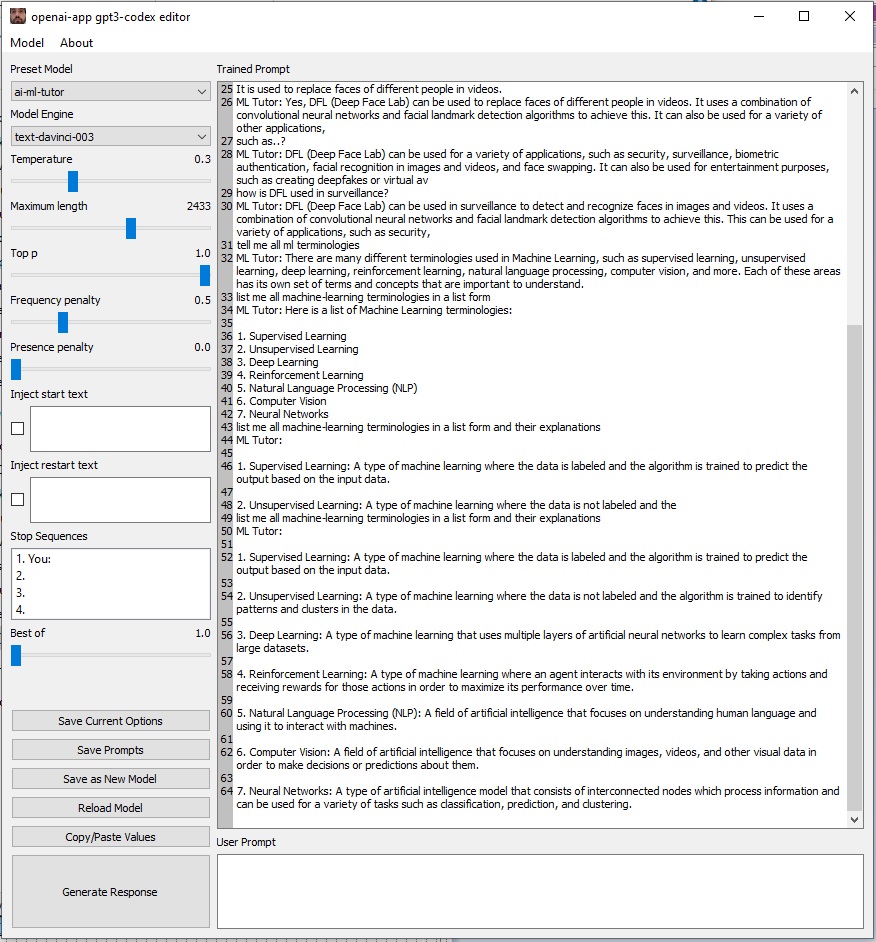 openai-app gpt3-codex editor
Model About
Preset Model
ai-ml-tutor
Model Engine
text-davinci-003
Temperature 0.3
Maximum length 2433
Top p 1.0
Frequency penalty 0.5
Presence penalty 0.0
Inject start text
Inject restart text
Stop Sequences
1. You:
2.
3.
4.
Best of 1.0
Save Current Options
Save Prompts
Save as New Model
Reload Model
Copy/Paste Values
Generate Response
Trained Prompt
25 It is used to replace faces of different people in videos.
26 ML Tutor: Yes, DFL (Deep Face Lab) can be used to replace faces of different people in videos. It uses a combination of
convolutional neural networks and facial landmark detection algorithms to achieve this. It can also be used for a variety of
other applications,
27 such as..?
28 ML Tutor: DFL (Deep Face Lab) can be used for a variety of applications, such as security, surveillance, biometric
authentication, facial recognition in images and videos, and face swapping. It can also be used for entertainment purposes,
such as creating deepfakes or virtual av
29 how is DFL used in surveillance?
30 ML Tutor: DFL (Deep Face Lab) can be used in surveillance to detect and recognize faces in images and videos. It uses a
combination of convolutional neural networks and facial landmark detection algorithms to achieve this. This can be used for a
variety of applications, such as security,
31 tell me all ml terminologies
32 ML Tutor: There are many different terminologies used in Machine Learning, such as supervised learning, unsupervised
learning, deep learning, reinforcement learning, natural language processing, computer vision, and more. Each of these areas
has its own set of terms and concepts that are important to understand.
33 list me all machine-learning terminologies in a list form
34 ML Tutor: Here is a list of Machine Learning terminologies:
35
36 1. Supervised Learning
37 2. Unsupervised Learning
38 3. Deep Learning
39 4. Reinforcement Learning
40 5. Natural Language Processing (NLP)
41 6. Computer Vision
42 7. Neural Networks
43 list me all machine-learning terminologies in a list form and their explanations
44 ML Tutor:
45
46 1. Supervised Learning: A type of machine learning where the data is labeled and the algorithm is trained to predict the
output based on the input data.
47
48 2. Unsupervised Learning: A type of machine learning where the data is not labeled and the
49 list me all machine-learning terminologies in a list form and their explanations
50 ML Tutor:
51
52 1. Supervised Learning: A type of machine learning where the data is labeled and the algorithm is trained to predict the
output based on the input data.
53
54 2. Unsupervised Learning: A type of machine learning where the data is not labeled and the algorithm is trained to identify
patterns and clusters in the data.
55
56 3. Deep Learning: A type of machine learning that uses multiple layers of artificial neural networks to learn complex tasks from
large datasets.
57
58 4. Reinforcement Learning: A type of machine learning where an agent interacts with its environment by taking actions and
receiving rewards for those actions in order to maximize its performance over time.
59
60 5. Natural Language Processing (NLP): A field of artificial intelligence that focuses on understanding human language and
using it to interact with machines.
61
62 6. Computer Vision: A field of artificial intelligence that focuses on understanding images, videos, and other visual data in
order to make decisions or predictions about them.
63
64 7. Neural Networks: A type of artificial intelligence model that consists of interconnected nodes which process information and
can be used for a variety of tasks such as classification, prediction, and clustering.
User Prompt